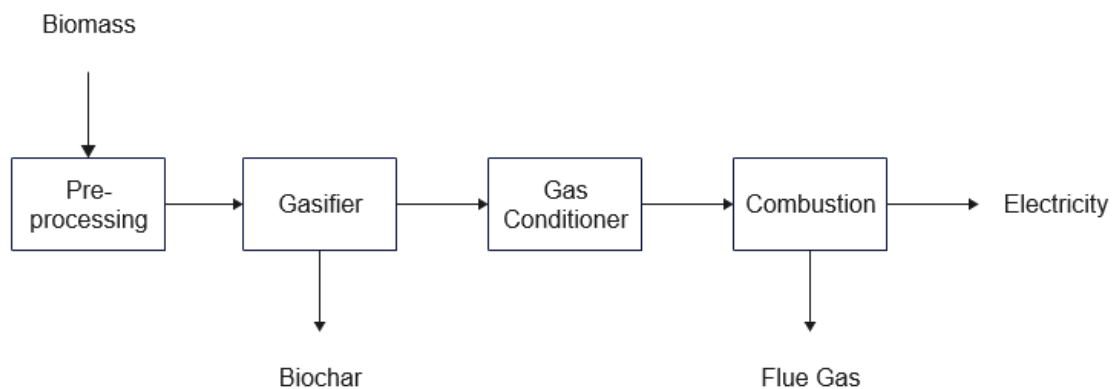 Biomass
Pre-
processing
Gasifier
Gas
Conditioner
Combustion
Electricity
Biochar
Flue Gas